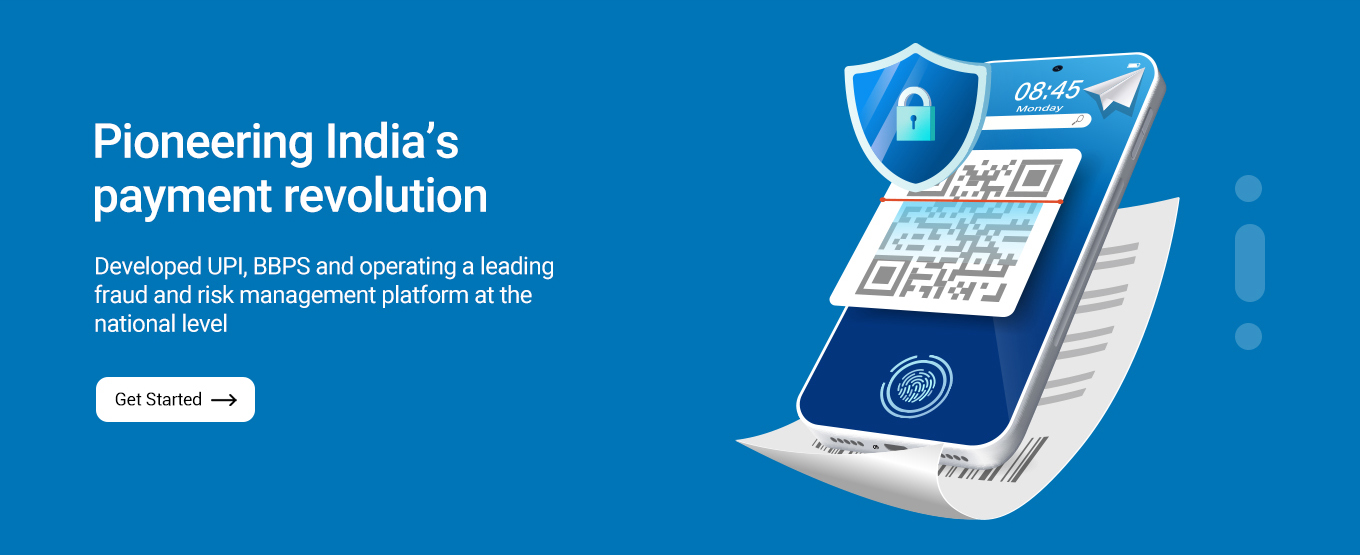 Pioneering India’s
payment revolution
Developed UPI, BBPS and operating a leading
fraud and risk management platform at the
national level
Get Started
08:45
Monday